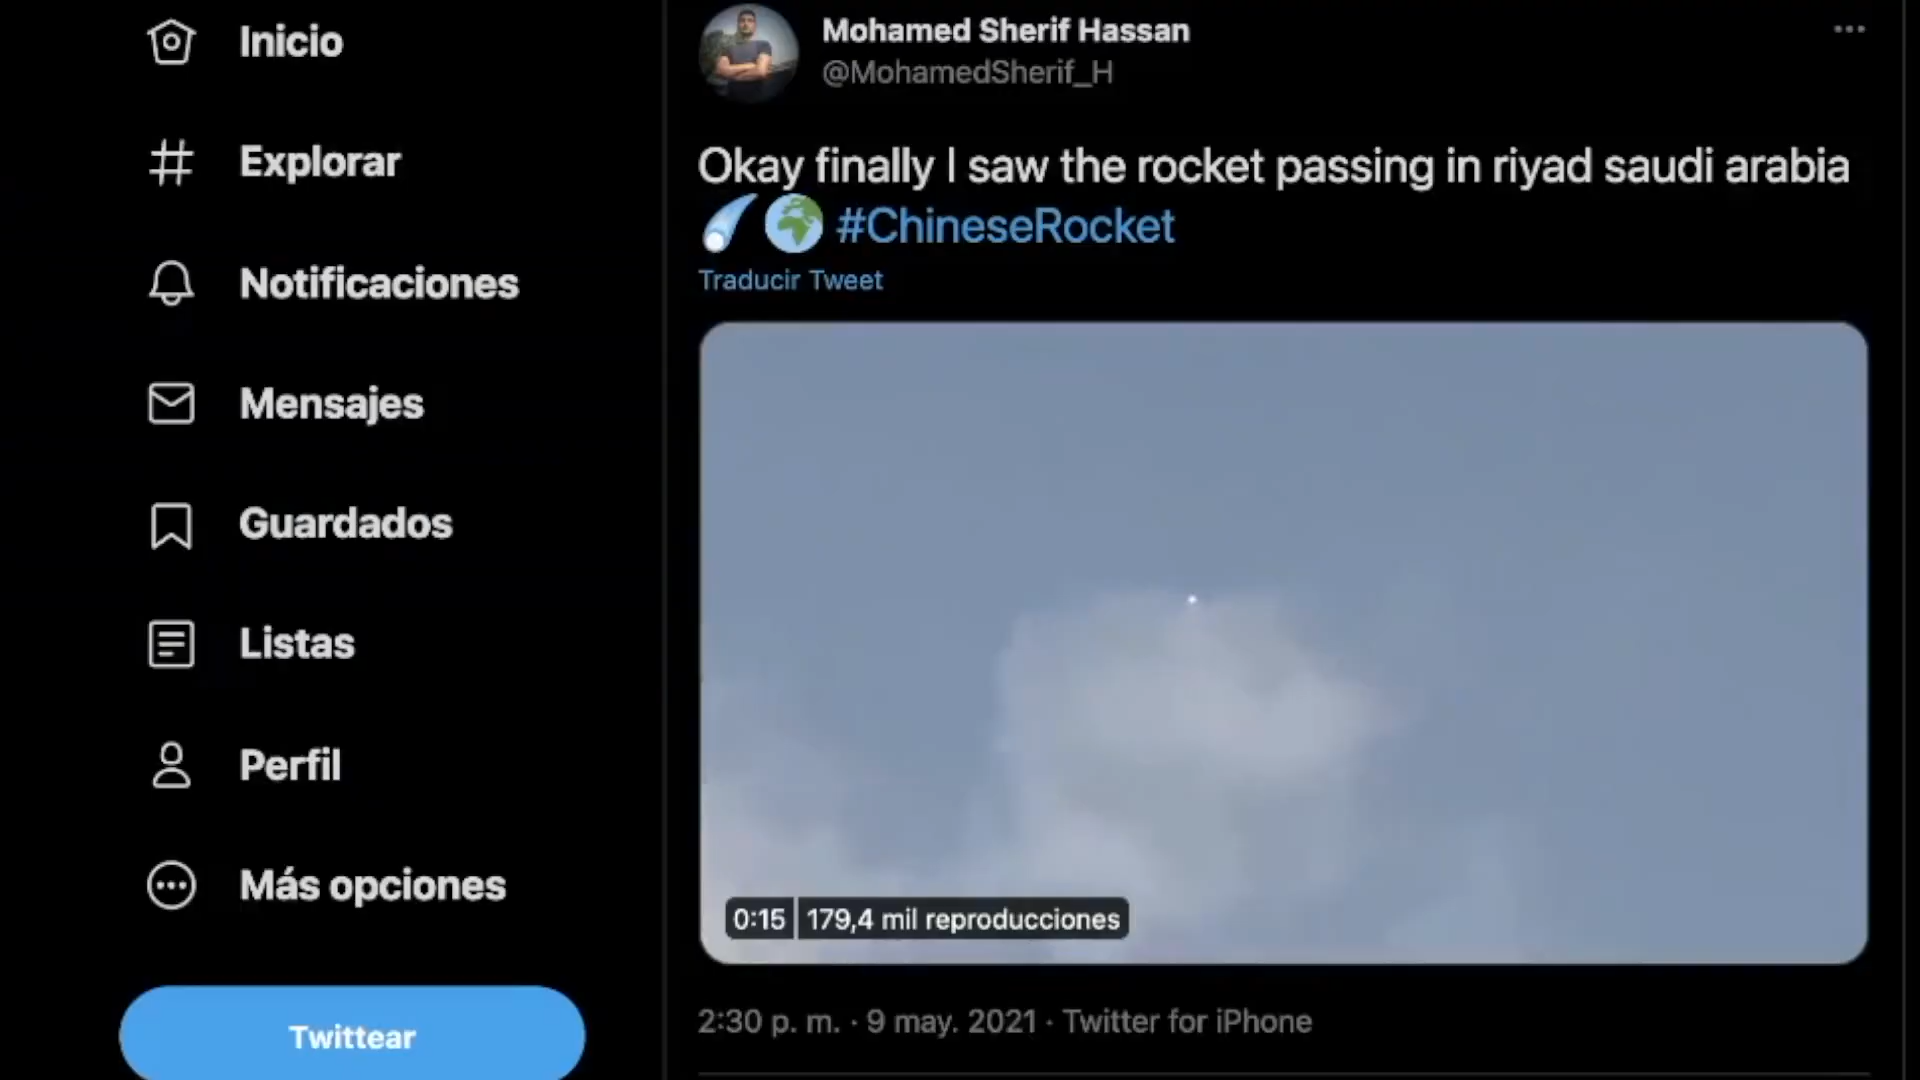 Inicio
Explorar
Notificaciones
Mensajes
Guardados
Listas
Perfil
Más opciones
Twittear
Mohamed Sherif Hassan
@MohamedSherif_H
Okay finally I saw the rocket passing in riyad saudi arabia
#ChineseRocket
Traducir Tweet
0:15 179,4 mil reproducciones
2:30 p. m. · 9 may. 2021 · Twitter for iPhone